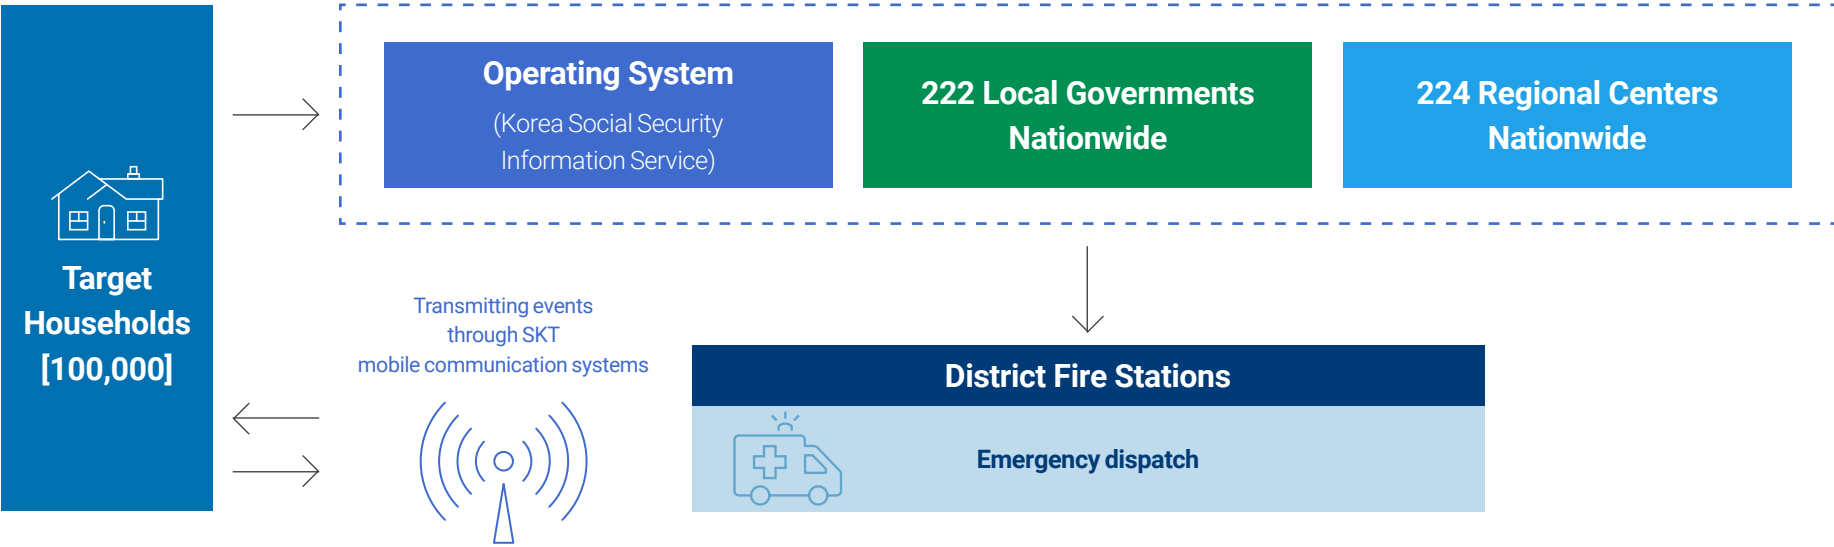 Target
Households
[100,000]
Operating System
(Korea Social Security
Information Service)
222 Local Governments
Nationwide
224 Regional Centers
Nationwide
Transmitting events
through SKT
mobile communication systems
District Fire Stations
Emergency dispatch